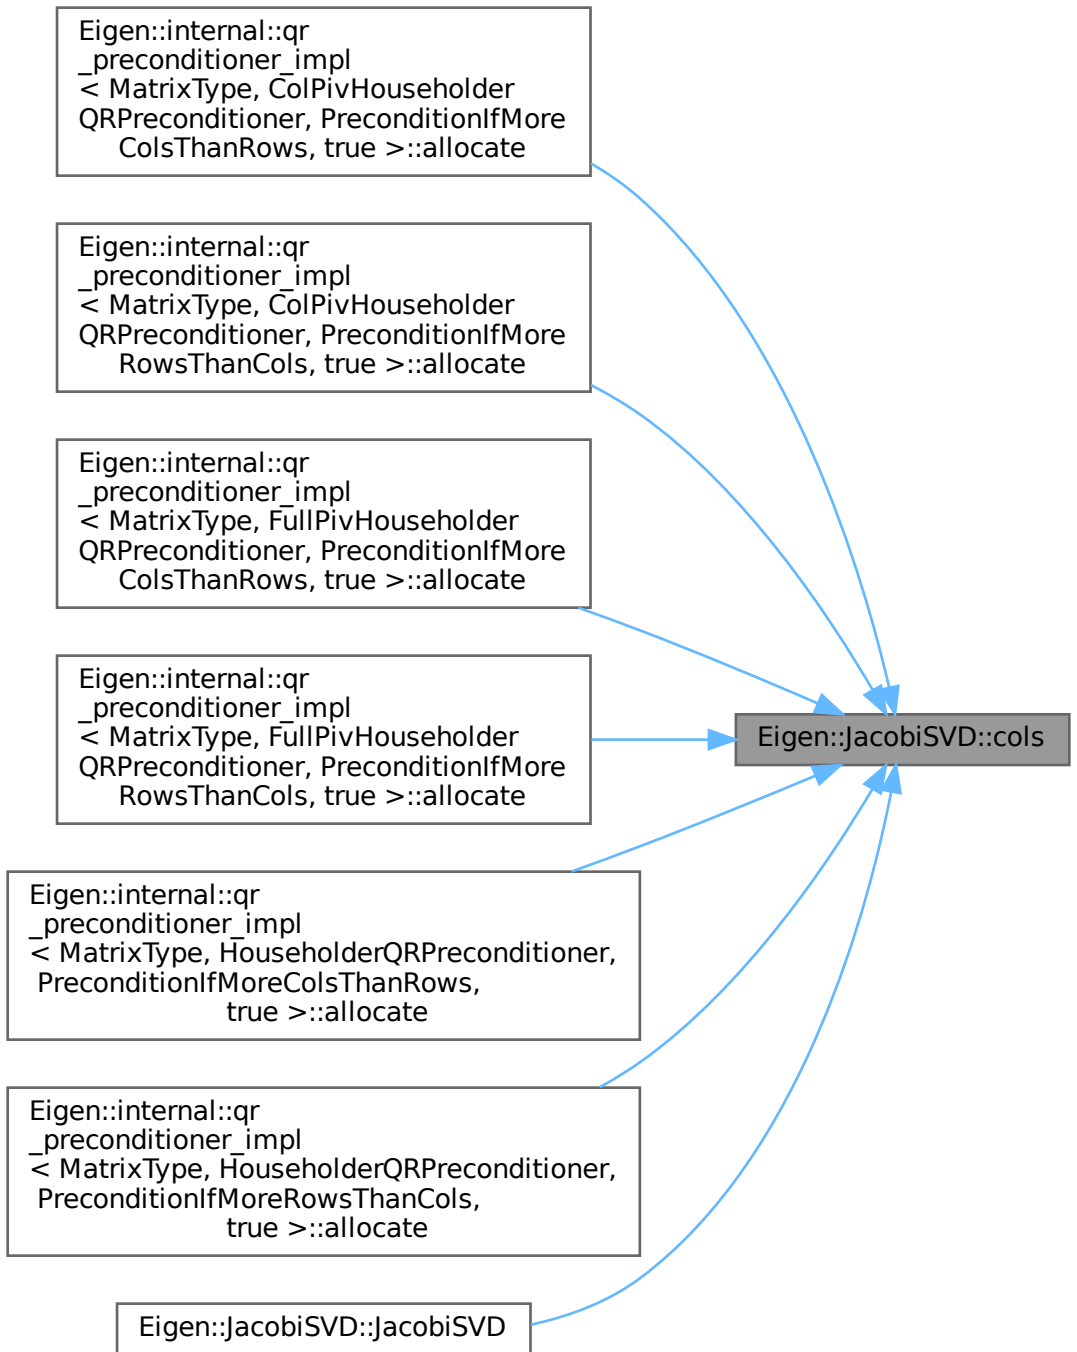 Eigen::internal::qr
_preconditioner_impl
< MatrixType, ColPivHouseholder
QRPreconditioner, PreconditionIfMore
ColsThanRows, true >::allocate
Eigen::internal::qr
_preconditioner_impl
< MatrixType, ColPivHouseholder
QRPreconditioner, PreconditionIfMore
RowsThanCols, true >::allocate
Eigen::internal::qr
_preconditioner_impl
< MatrixType, FullPivHouseholder
QRPreconditioner, PreconditionIfMore
ColsThanRows, true >::allocate
Eigen::internal::qr
_preconditioner_impl
< MatrixType, FullPivHouseholder
QRPreconditioner, PreconditionIfMore
RowsThanCols, true >::allocate
Eigen::JacobiSVD::cols
Eigen::internal::qr
_preconditioner_impl
< MatrixType, HouseholderQRPreconditioner,
PreconditionIfMoreColsThanRows,
true >::allocate
Eigen::internal::qr
_preconditioner_impl
< MatrixType, HouseholderQRPreconditioner,
PreconditionIfMoreRowsThanCols,
true >::allocate
Eigen::JacobiSVD::JacobiSVD